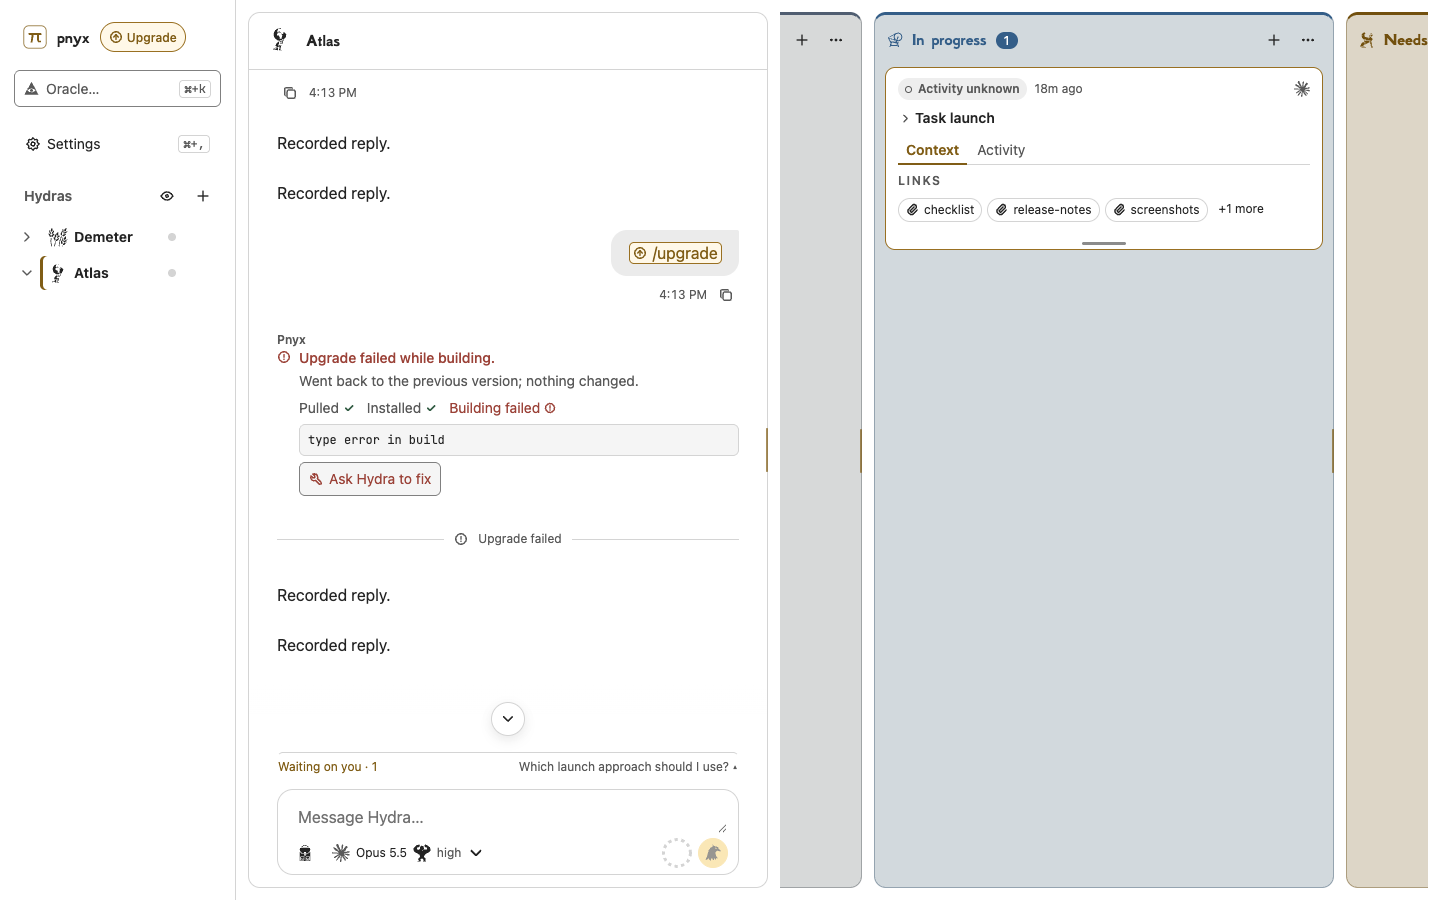 π pnyx Upgrade
Oracle... ⌘+K
Settings ⌘+,
Hydras
Demeter
Atlas
Atlas
4:13 PM
Recorded reply.
Recorded reply.
/upgrade
4:13 PM
Pnyx
Upgrade failed while building.
Went back to the previous version; nothing changed.
Pulled Installed Building failed
type error in build
Ask Hydra to fix
Upgrade failed
Recorded reply.
Recorded reply.
Waiting on you · 1 Which launch approach should I use?
Message Hydra...
Opus 5.5 high
In progress 1
Activity unknown 18m ago
Task launch
Context Activity
LINKS
checklist release-notes screenshots +1 more
Needs